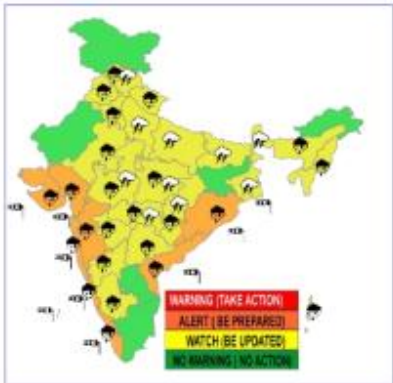 WARNING (TAKE ACTION)
ALERT ( BE PREPARED)
WATCH (BE UPDATED)
NO WARNING ( NO ACTION)